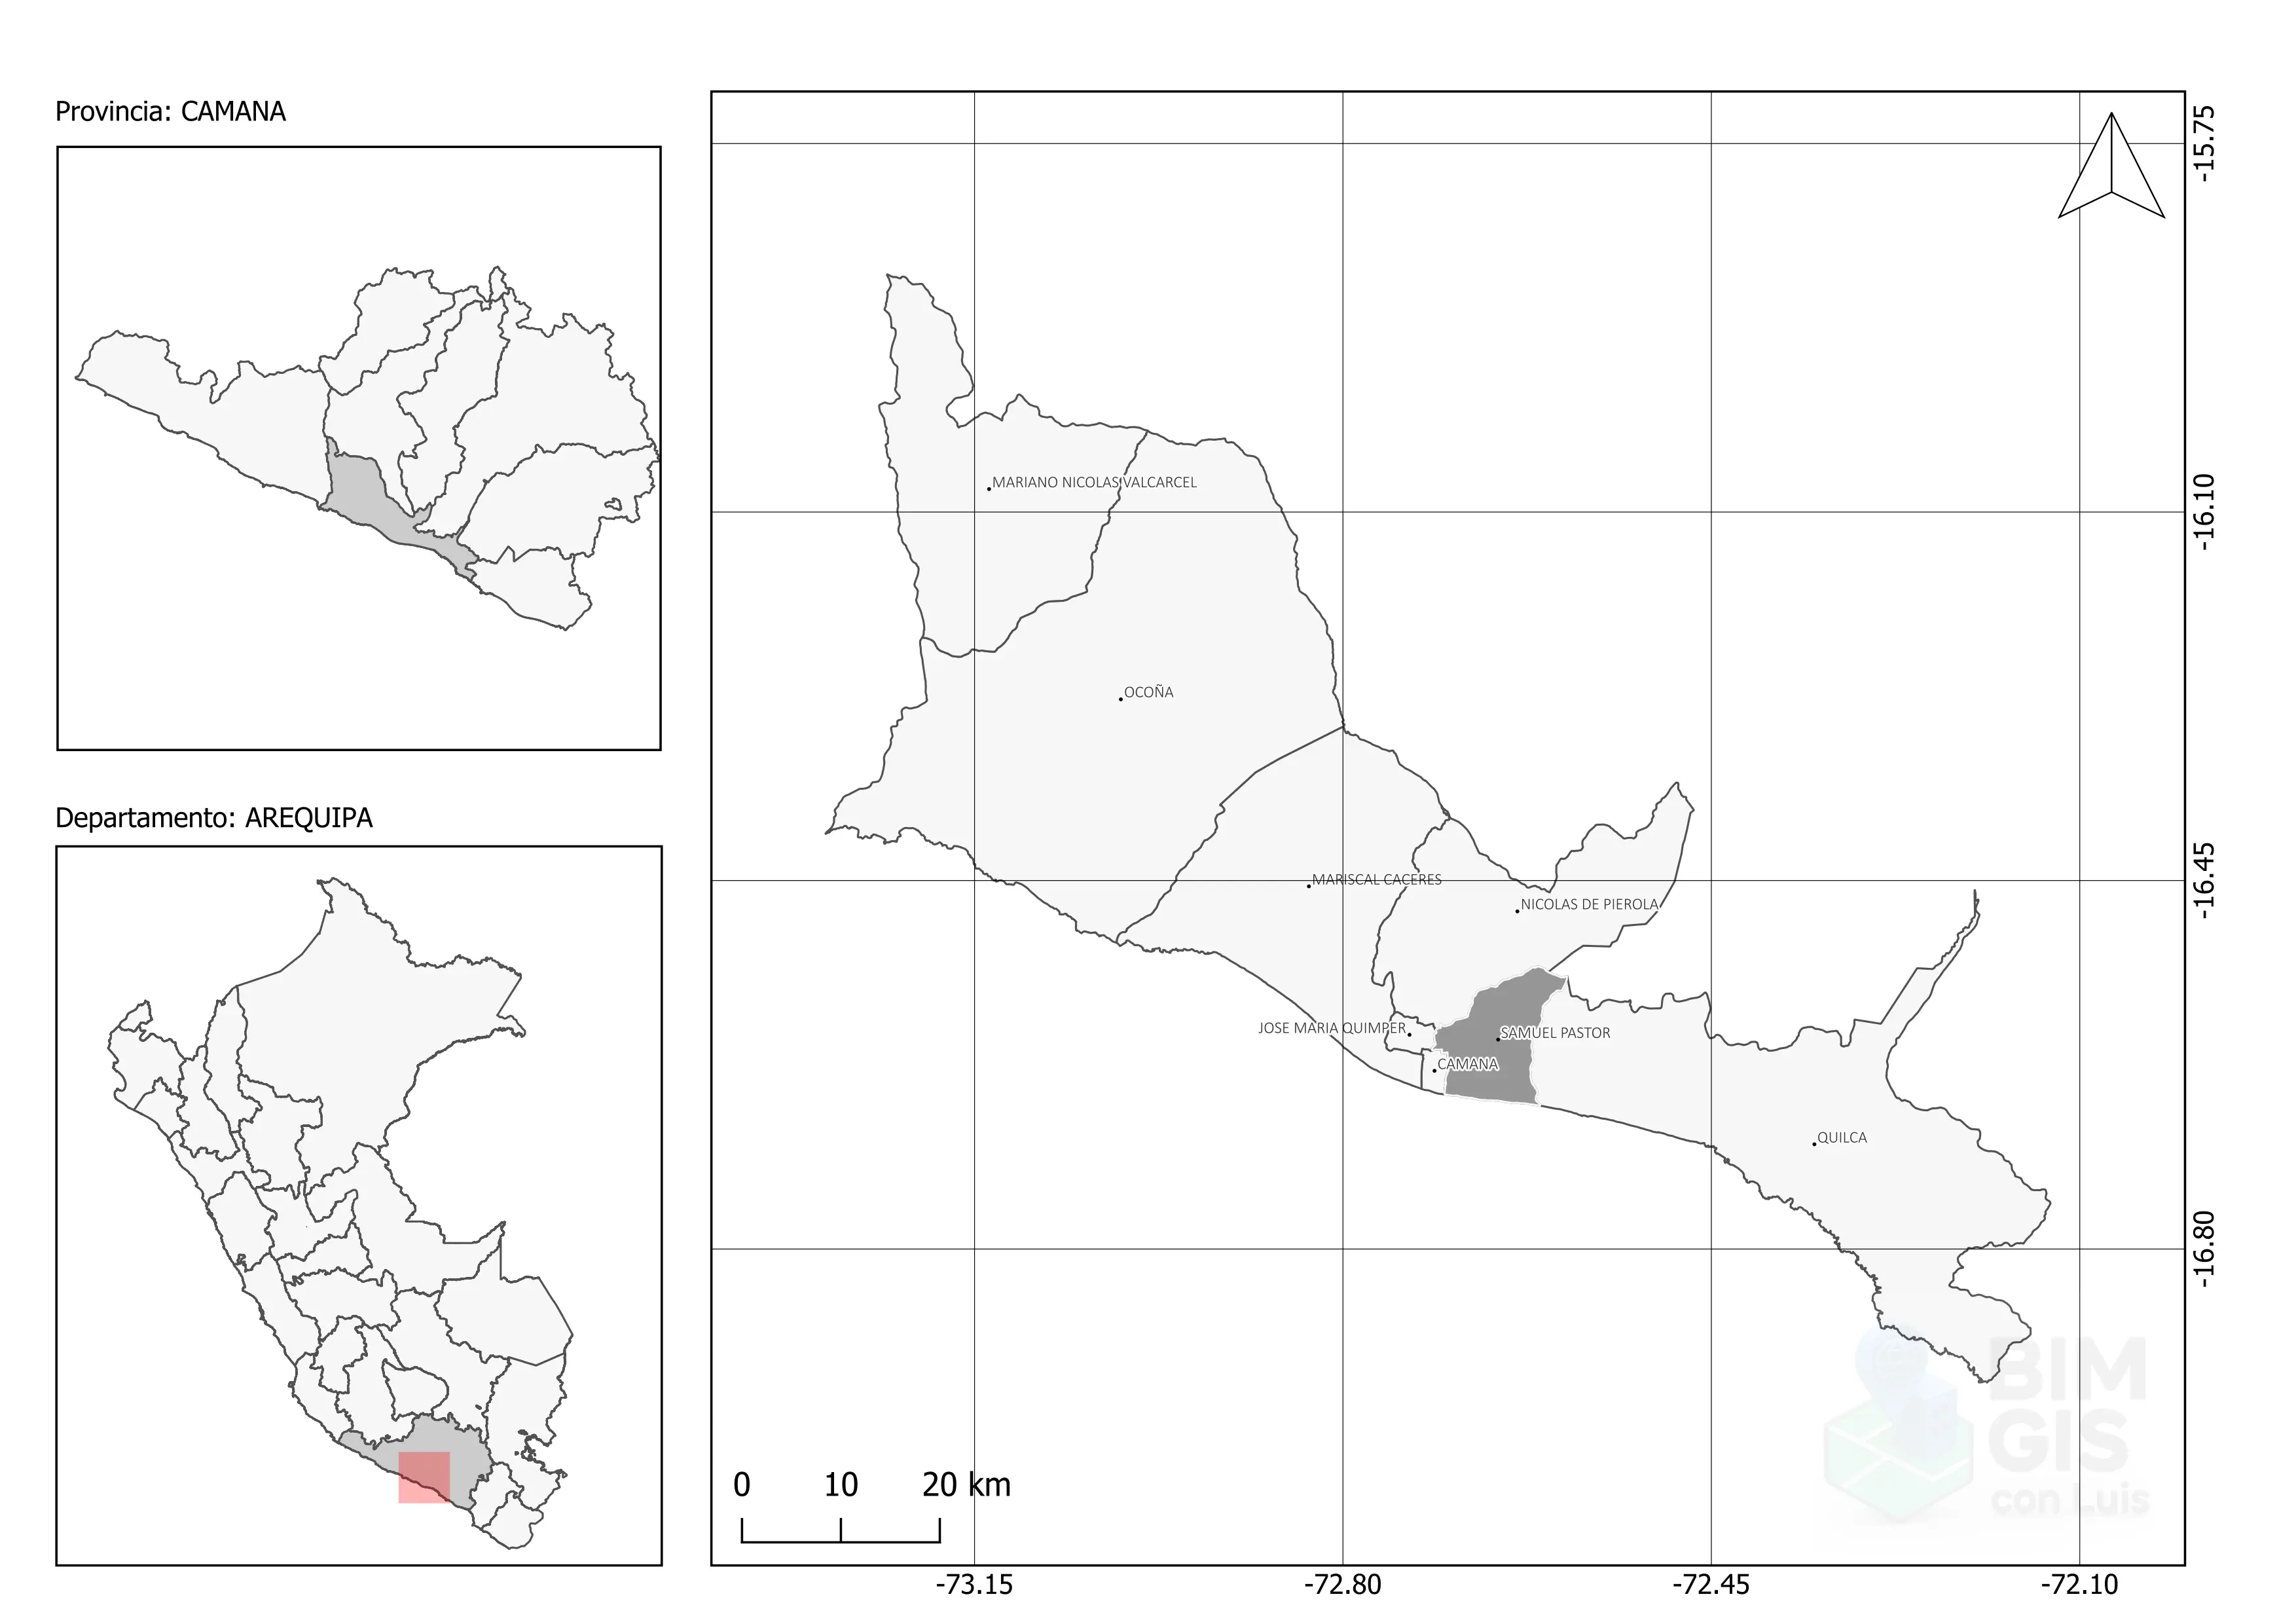 Provincia: CAMANA
Departamento: AREQUIPA
-15.75
-16.10
-16.45
-16.80
MARIANO NICOLAS VALCARCEL
OCOÑA
MARISCAL CACERES
NICOLAS DE PIEROLA
JOSE MARIA QUIMPER
SAMUEL PASTOR
CAMANA
QUILCA
BIM
GIS
con Luis
0 10 20 km
-73.15 -72.80 -72.45 -72.10